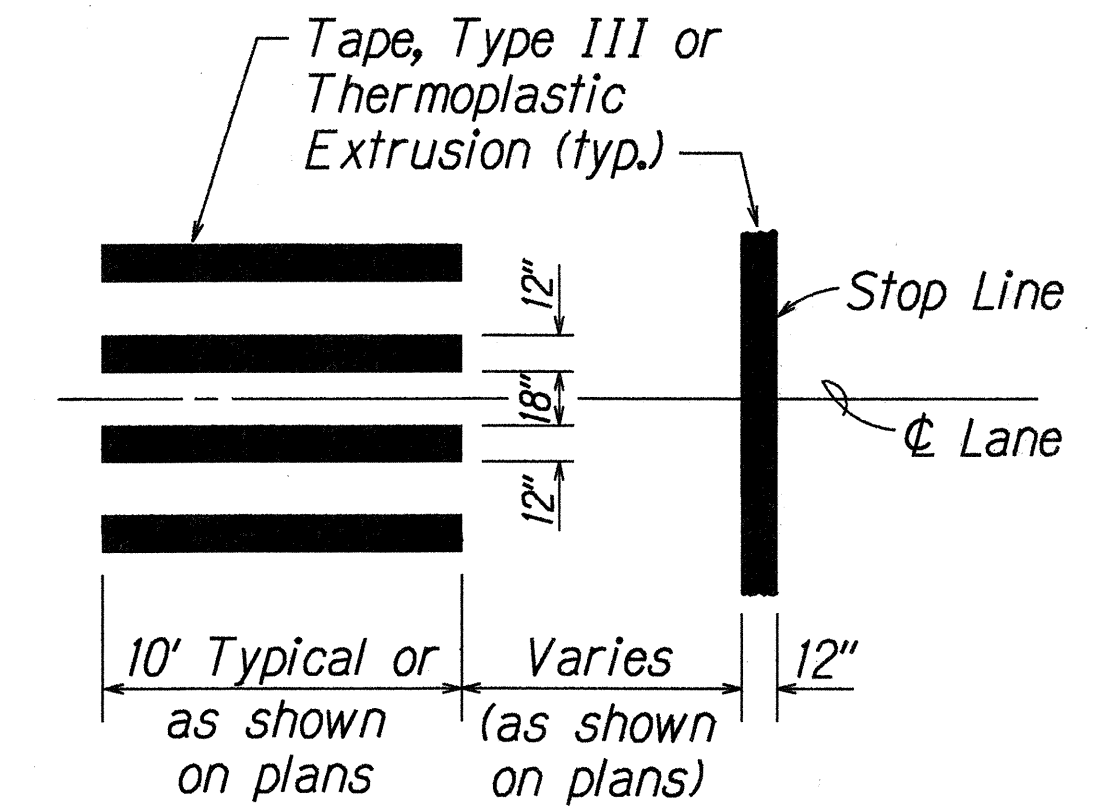 Tape, Type III or
Thermoplastic
Extrusion (typ.)
12"
Stop Line
18"
℄ Lane
12"
10' Typical or
as shown
on plans
Varies
(as shown
on plans)
12"